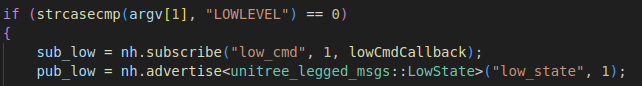 if (strcasecmp(argv[1], "LOWLEVEL") == 0)
{
    sub_low = nh.subscribe("low_cmd", 1, lowCmdCallback);
    pub_low = nh.advertise<unitree_legged_msgs::LowState>("low_state", 1);